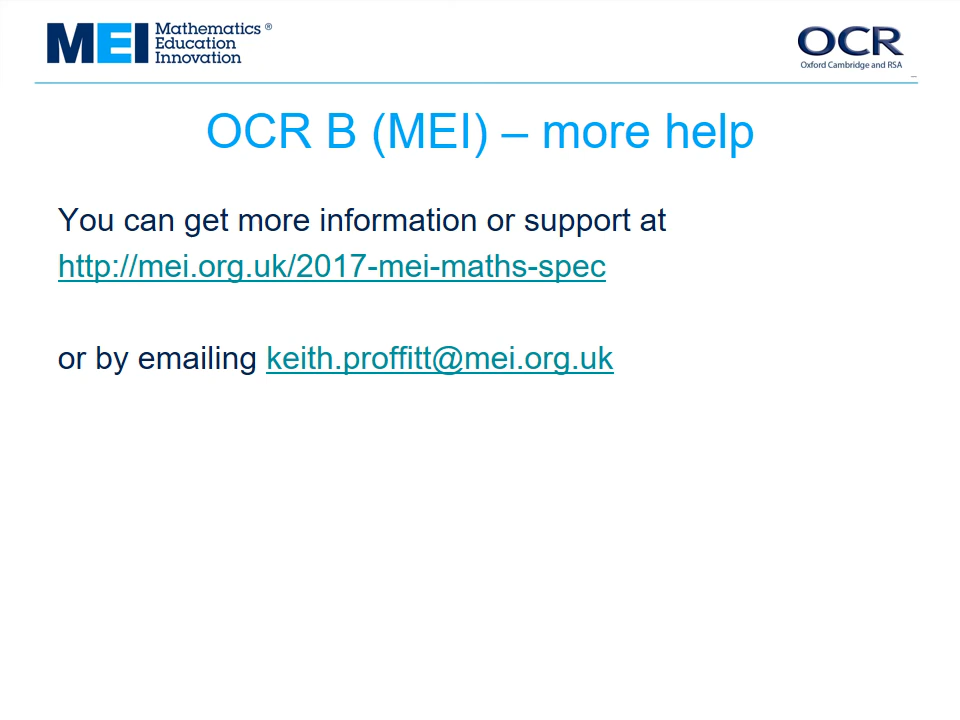 MEI Mathematics ®
Education
Innovation
OCR
Oxford Cambridge and RSA
OCR B (MEI) – more help
You can get more information or support at
http://mei.org.uk/2017-mei-maths-spec
or by emailing keith.proffitt@mei.org.uk